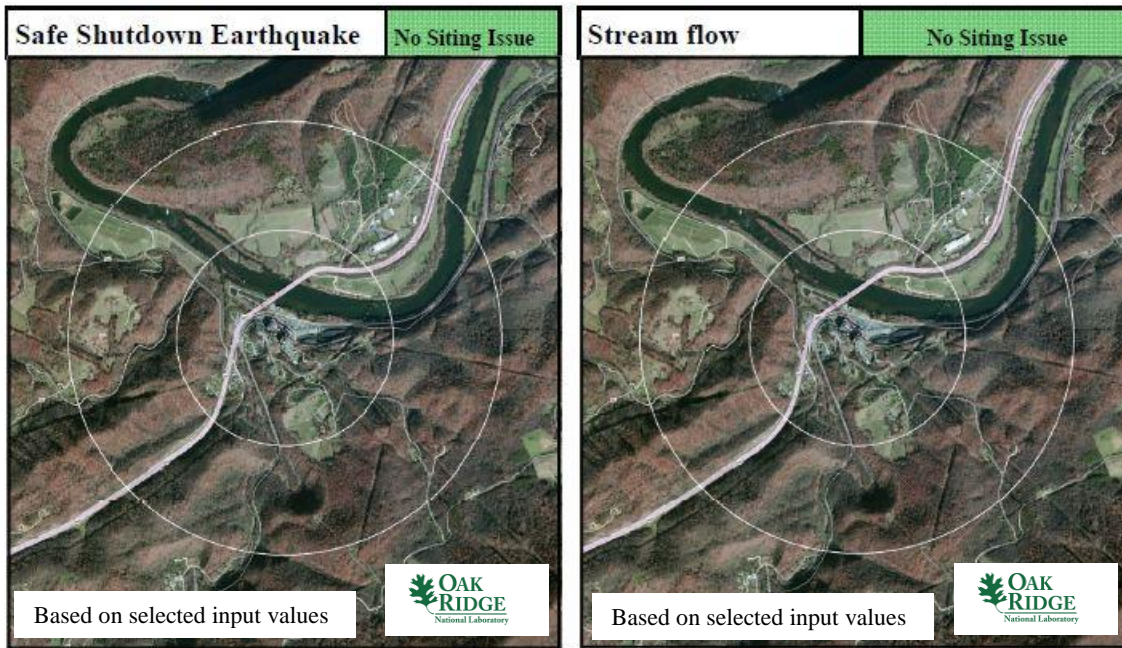 Safe Shutdown Earthquake
No Siting Issue
Based on selected input values
OAK
RIDGE
National Laboratory
Stream flow
No Siting Issue
Based on selected input values
OAK
RIDGE
National Laboratory